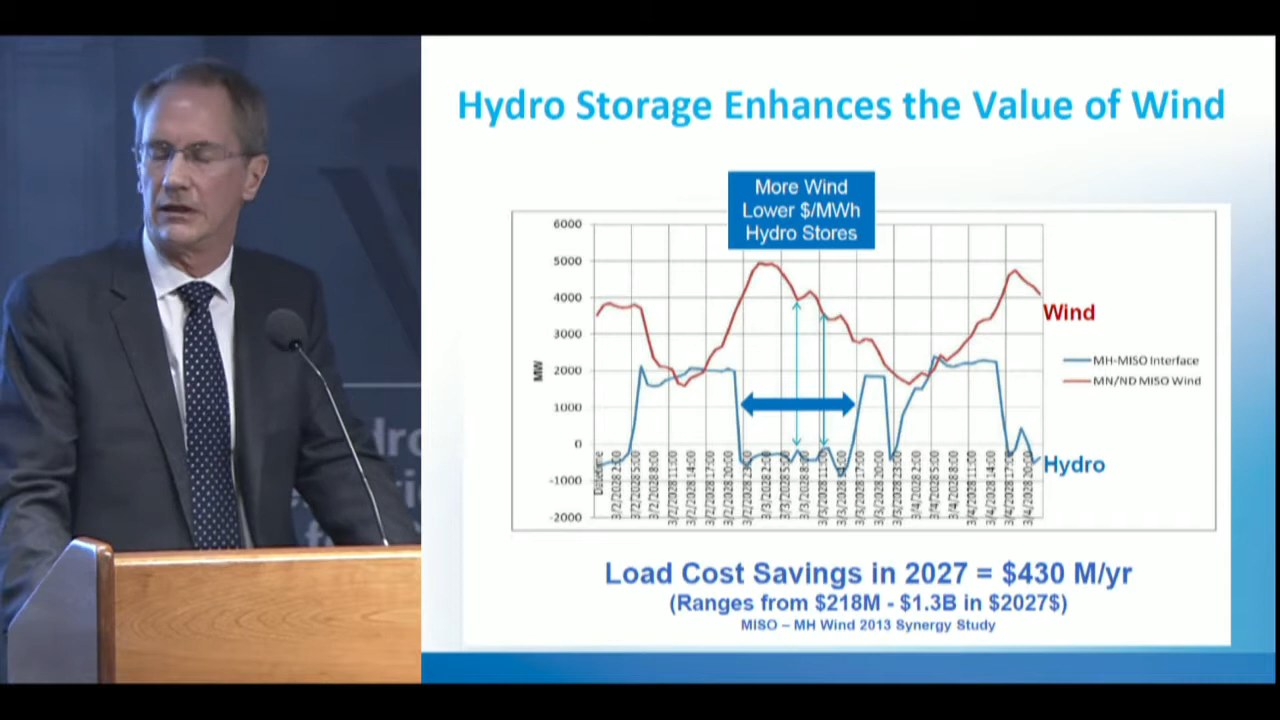 Hydro Storage Enhances the Value of Wind
More Wind
Lower $/MWh
Hydro Stores
6000
5000
4000
3000
2000
1000
0
-1000
-2000
MW
Wind
MH-MISO Interface
MN/ND MISO Wind
Hydro
Load Cost Savings in 2027 = $430 M/yr
(Ranges from $218M - $1.3B in $2027$)
MISO – MH Wind 2013 Synergy Study